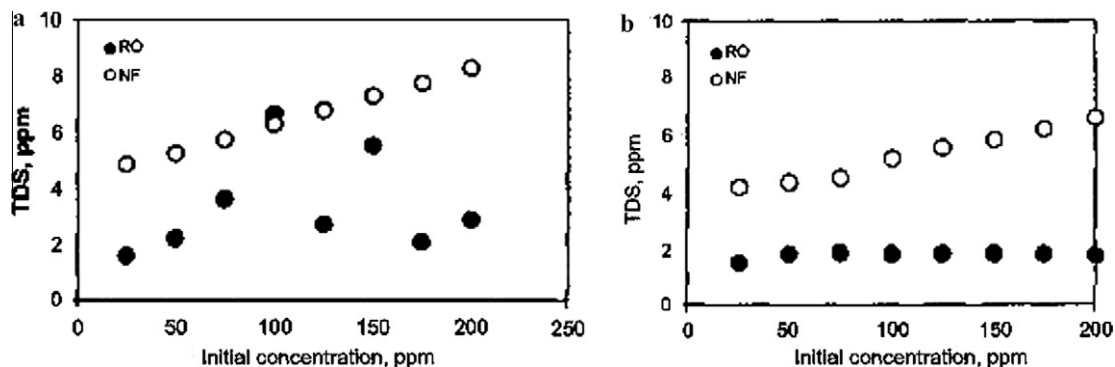 a
10
8
6
4
2
0
TDS, ppm
RO
NF
0 50 100 150 200 250
Initial concentration, ppm
b
10
8
6
4
2
0
TDS, ppm
RO
NF
0 50 100 150 200
Initial concentration, ppm